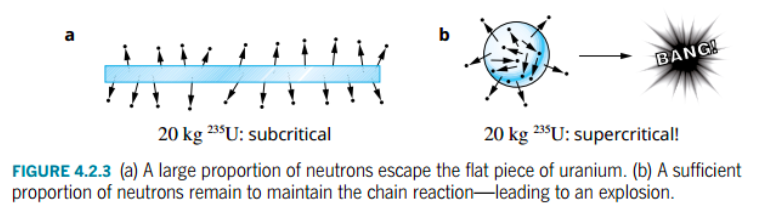 a
b
BANG!
20 kg ²³⁵U: subcritical
20 kg ²³⁵U: supercritical!
FIGURE 4.2.3 (a) A large proportion of neutrons escape the flat piece of uranium. (b) A sufficient
proportion of neutrons remain to maintain the chain reaction—leading to an explosion.